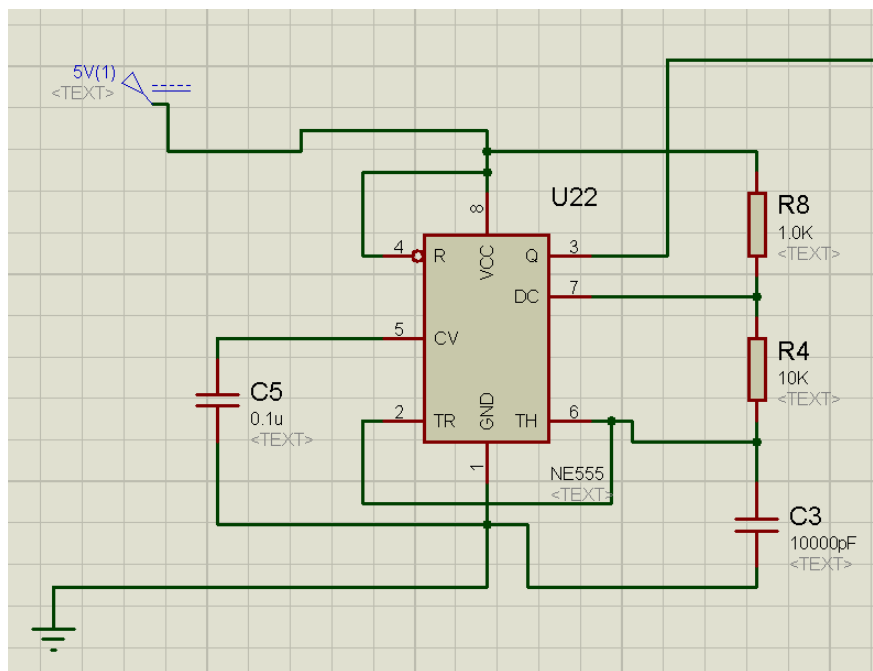 5V(1)
<TEXT>
U22
8
VCC
4
R
Q
3
DC
7
5
CV
2
TR
GND
TH
6
1
NE555
<TEXT>
R8
1.0K
<TEXT>
R4
10K
<TEXT>
C5
0.1u
<TEXT>
C3
10000pF
<TEXT>